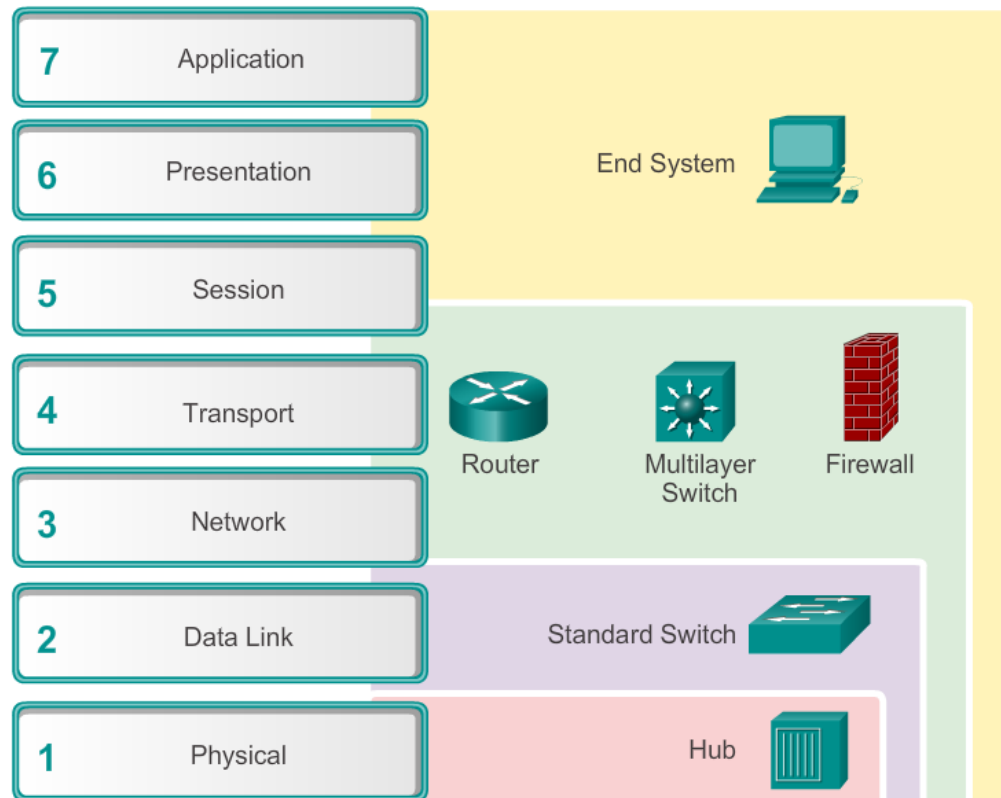 7 Application
6 Presentation
End System
5 Session
4 Transport
Router
Multilayer
Switch
Firewall
3 Network
2 Data Link
Standard Switch
1 Physical
Hub